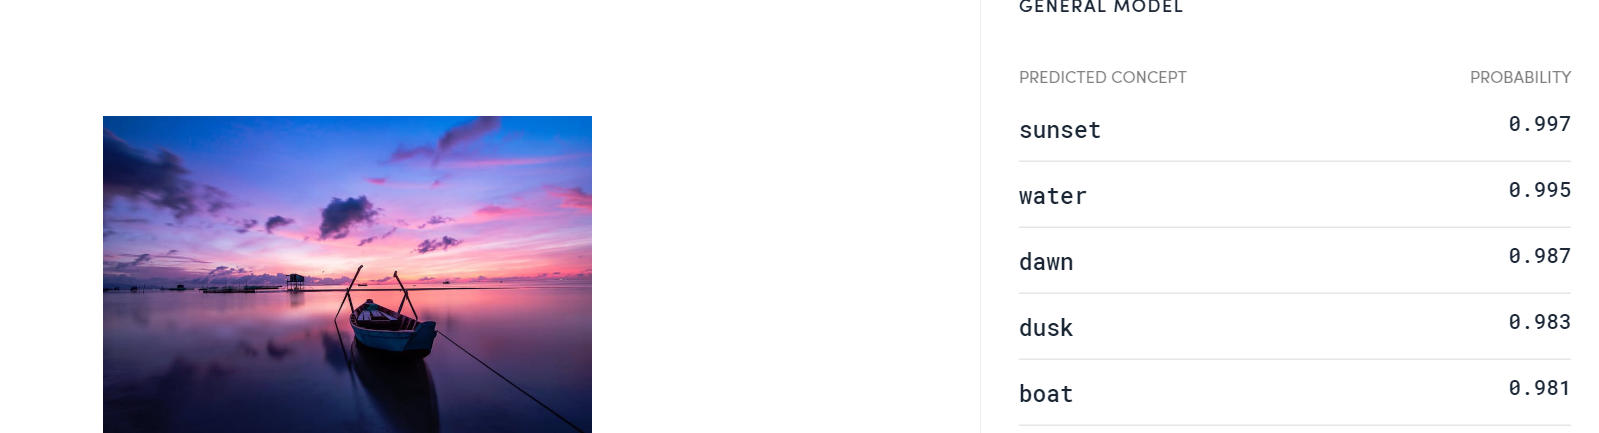 GENERAL MODEL
PREDICTED CONCEPT PROBABILITY
sunset 0.997
water 0.995
dawn 0.987
dusk 0.983
boat 0.981